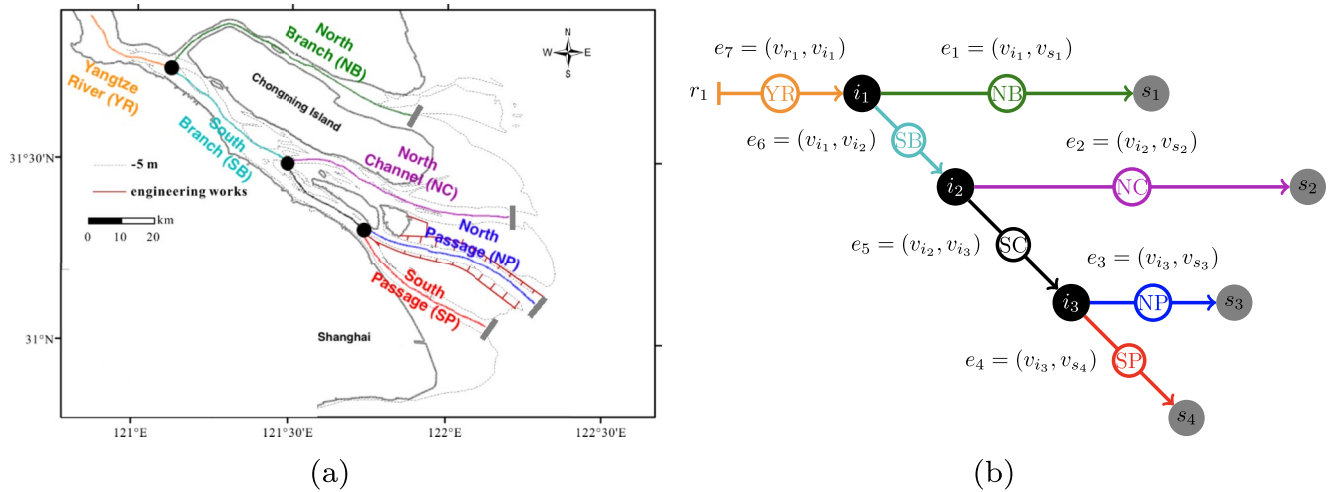 North
Branch (NB)
N
W E
S
Yangtze
River (YR)
Chongming Island
South
Branch (SB)
31°30'N
-5 m
engineering works
km
0 10 20
North
Channel (NC)
North
Passage (NP)
South
Passage (SP)
31°N
Shanghai
121°E 121°30'E 122°E 122°30'E
(a)
e7 = (vr1, vi1) e1 = (vi1, vs1)
r1 YR i1 NB s1
e6 = (vi1, vi2) SB e2 = (vi2, vs2)
i2 NC s2
e5 = (vi2, vi3) SC e3 = (vi3, vs3)
i3 NP s3
e4 = (vi3, vs4) SP
s4
(b)